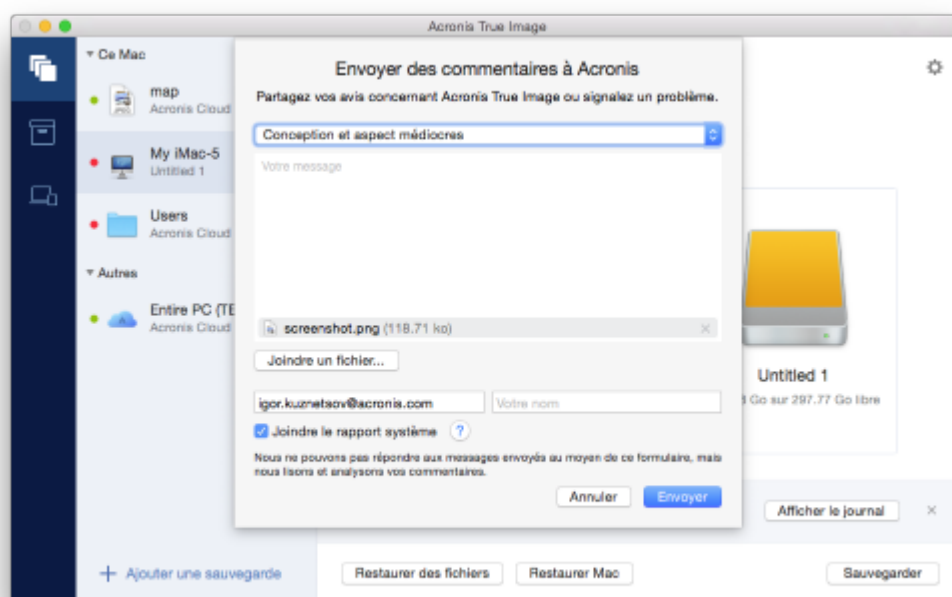 Acronis True Image
Ce Mac
map
Acronis Cloud
My iMac-5
Untitled 1
Users
Acronis Cloud
Autres
Entire PC (TE
Acronis Cloud
Ajouter une sauvegarde
Envoyer des commentaires à Acronis
Partagez vos avis concernant Acronis True Image ou signalez un problème.
Conception et aspect médiocres
Votre message
screenshot.png (118.71 ko)
Joindre un fichier...
igor.kuznetsov@acronis.com
Votre nom
Joindre le rapport système
?
Nous ne pouvons pas répondre aux messages envoyés au moyen de ce formulaire, mais
nous lisons et analysons vos commentaires.
Annuler
Envoyer
Untitled 1
Go sur 297.77 Go libre
Afficher le journal
Restaurer des fichiers
Restaurer Mac
Sauvegarder